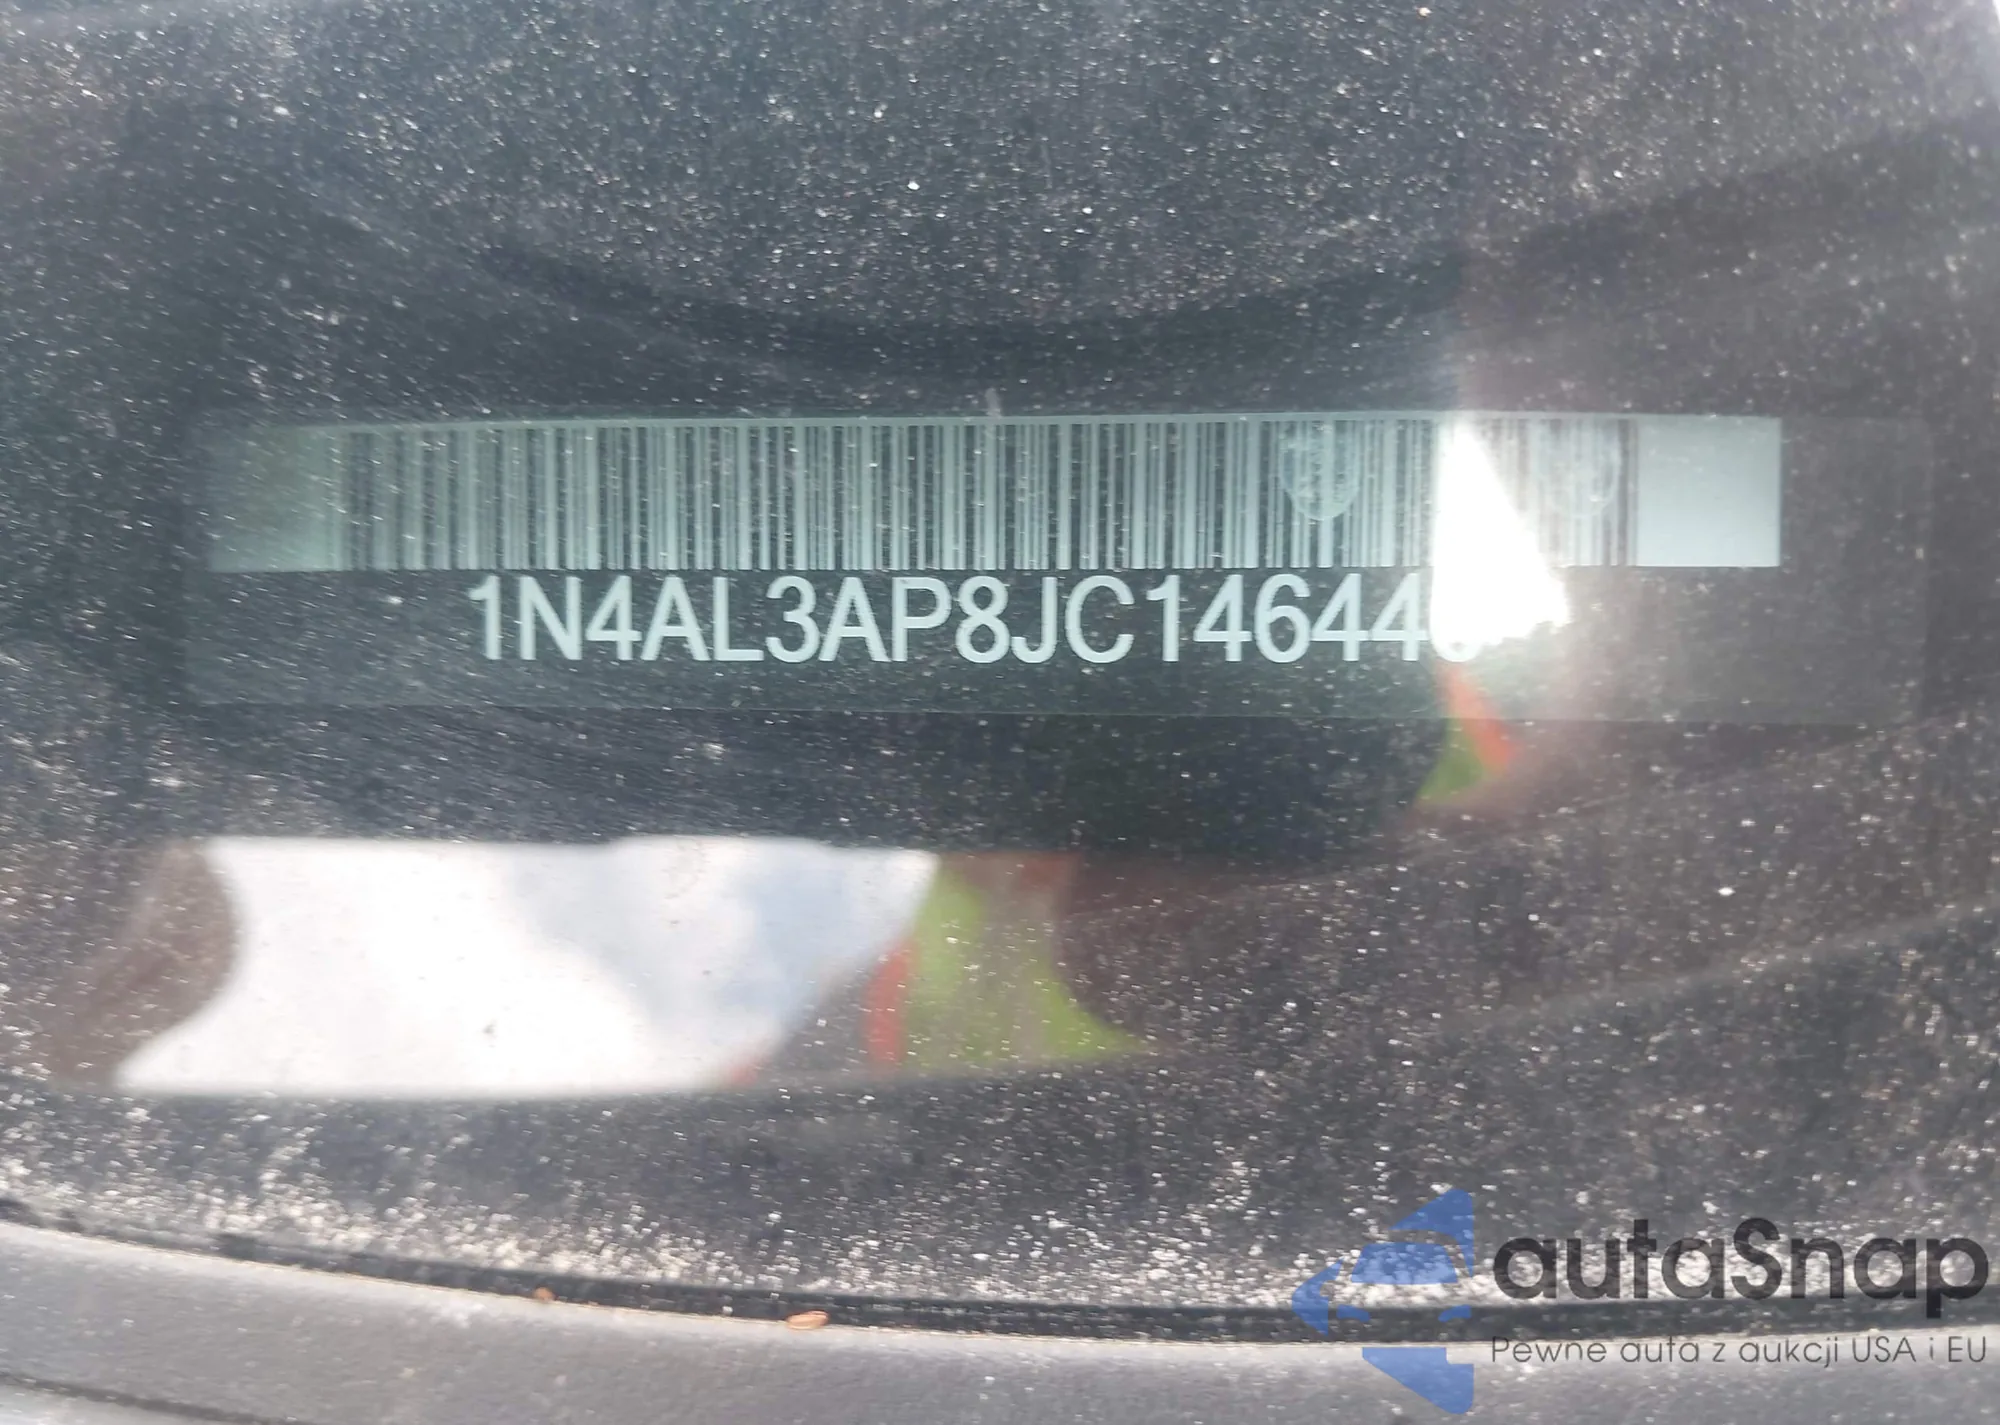 1N4AL3AP8JC14644
autaSnap
Pewne auta z aukcji USA i EU